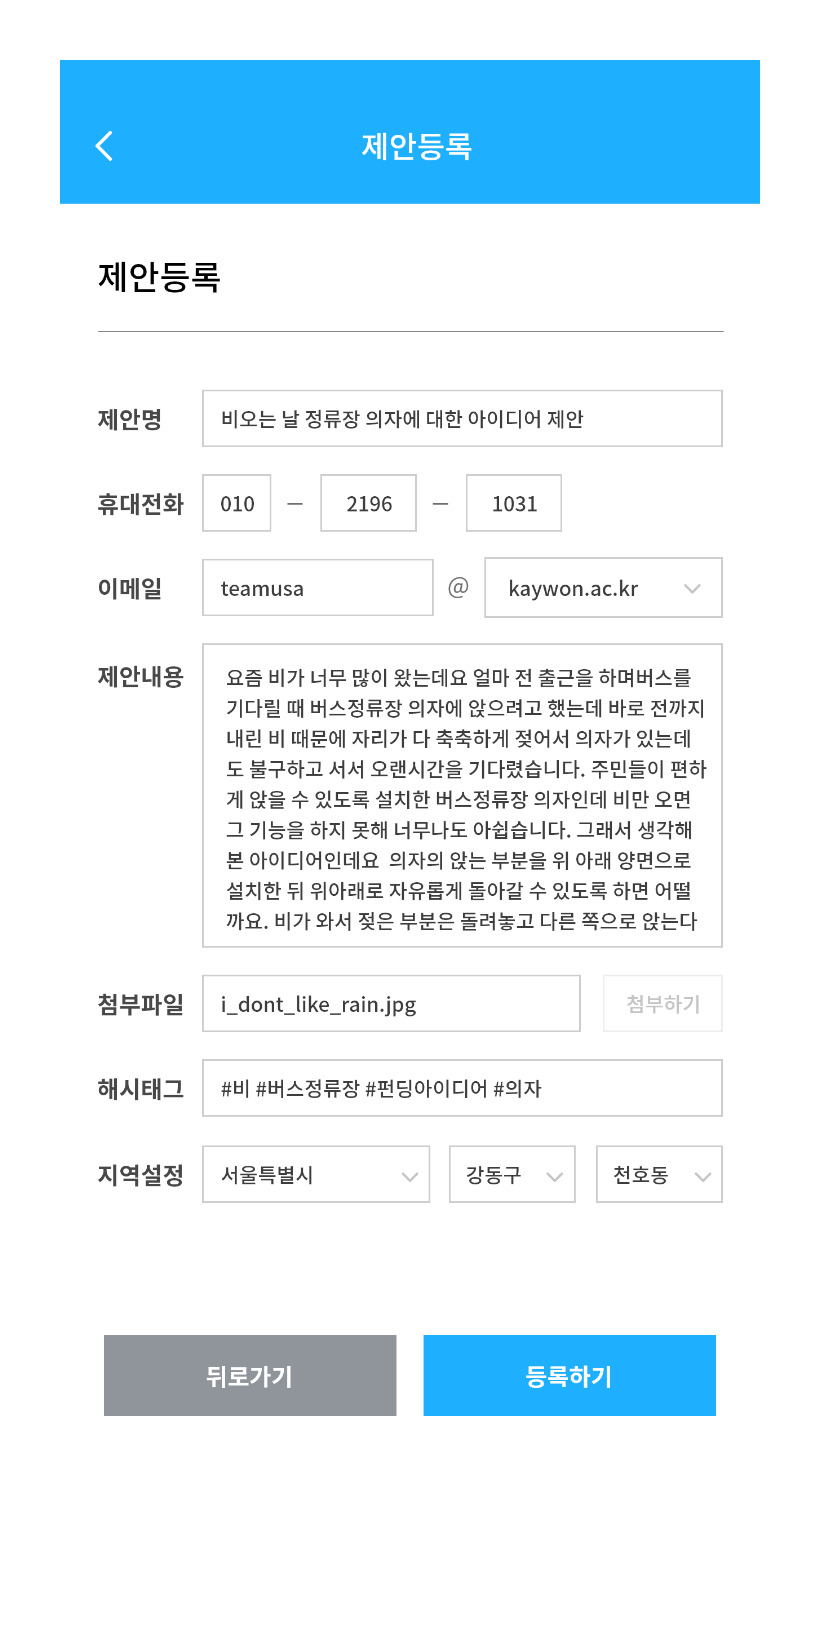 제안등록
제안등록
제안명 비오는 날 정류장 의자에 대한 아이디어 제안
휴대전화 010 — 2196 — 1031
이메일 teamusa @ kaywon.ac.kr
제안내용 요즘 비가 너무 많이 왔는데요 얼마 전 출근을 하며버스를
기다릴 때 버스정류장 의자에 앉으려고 했는데 바로 전까지
내린 비 때문에 자리가 다 축축하게 젖어서 의자가 있는데
도 불구하고 서서 오랜시간을 기다렸습니다. 주민들이 편하
게 앉을 수 있도록 설치한 버스정류장 의자인데 비만 오면
그 기능을 하지 못해 너무나도 아쉽습니다. 그래서 생각해
본 아이디어인데요  의자의 앉는 부분을 위 아래 양면으로
설치한 뒤 위아래로 자유롭게 돌아갈 수 있도록 하면 어떨
까요. 비가 와서 젖은 부분은 돌려놓고 다른 쪽으로 앉는다
첨부파일 i_dont_like_rain.jpg 첨부하기
해시태그 #비 #버스정류장 #펀딩아이디어 #의자
지역설정 서울특별시 강동구 천호동
뒤로가기 등록하기